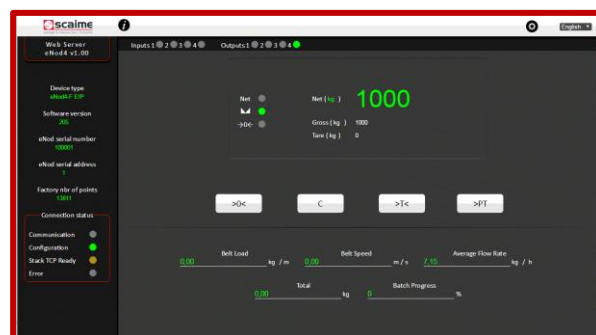 scaime
English
Web Server
eNod4 v1.00
Inputs 1 2 3 4 Outputs 1 2 3 4
Device type
eNod4-F EIP
Software version
205
eNod serial number
100001
eNod serial address
1
Factory nbr of points
13811
Connection status
Communication
Configuration
Stack TCP Ready
Error
Net
Net ( kg ) 1000
Gross ( kg ) 1000
>0<
Tare ( kg ) 0
>0< C >T< >PT
Belt Load Belt Speed Average Flow Rate
0,00 kg / m 0,00 m / s 7,15 kg / h
Total Batch Progress
0,00 kg 0 %